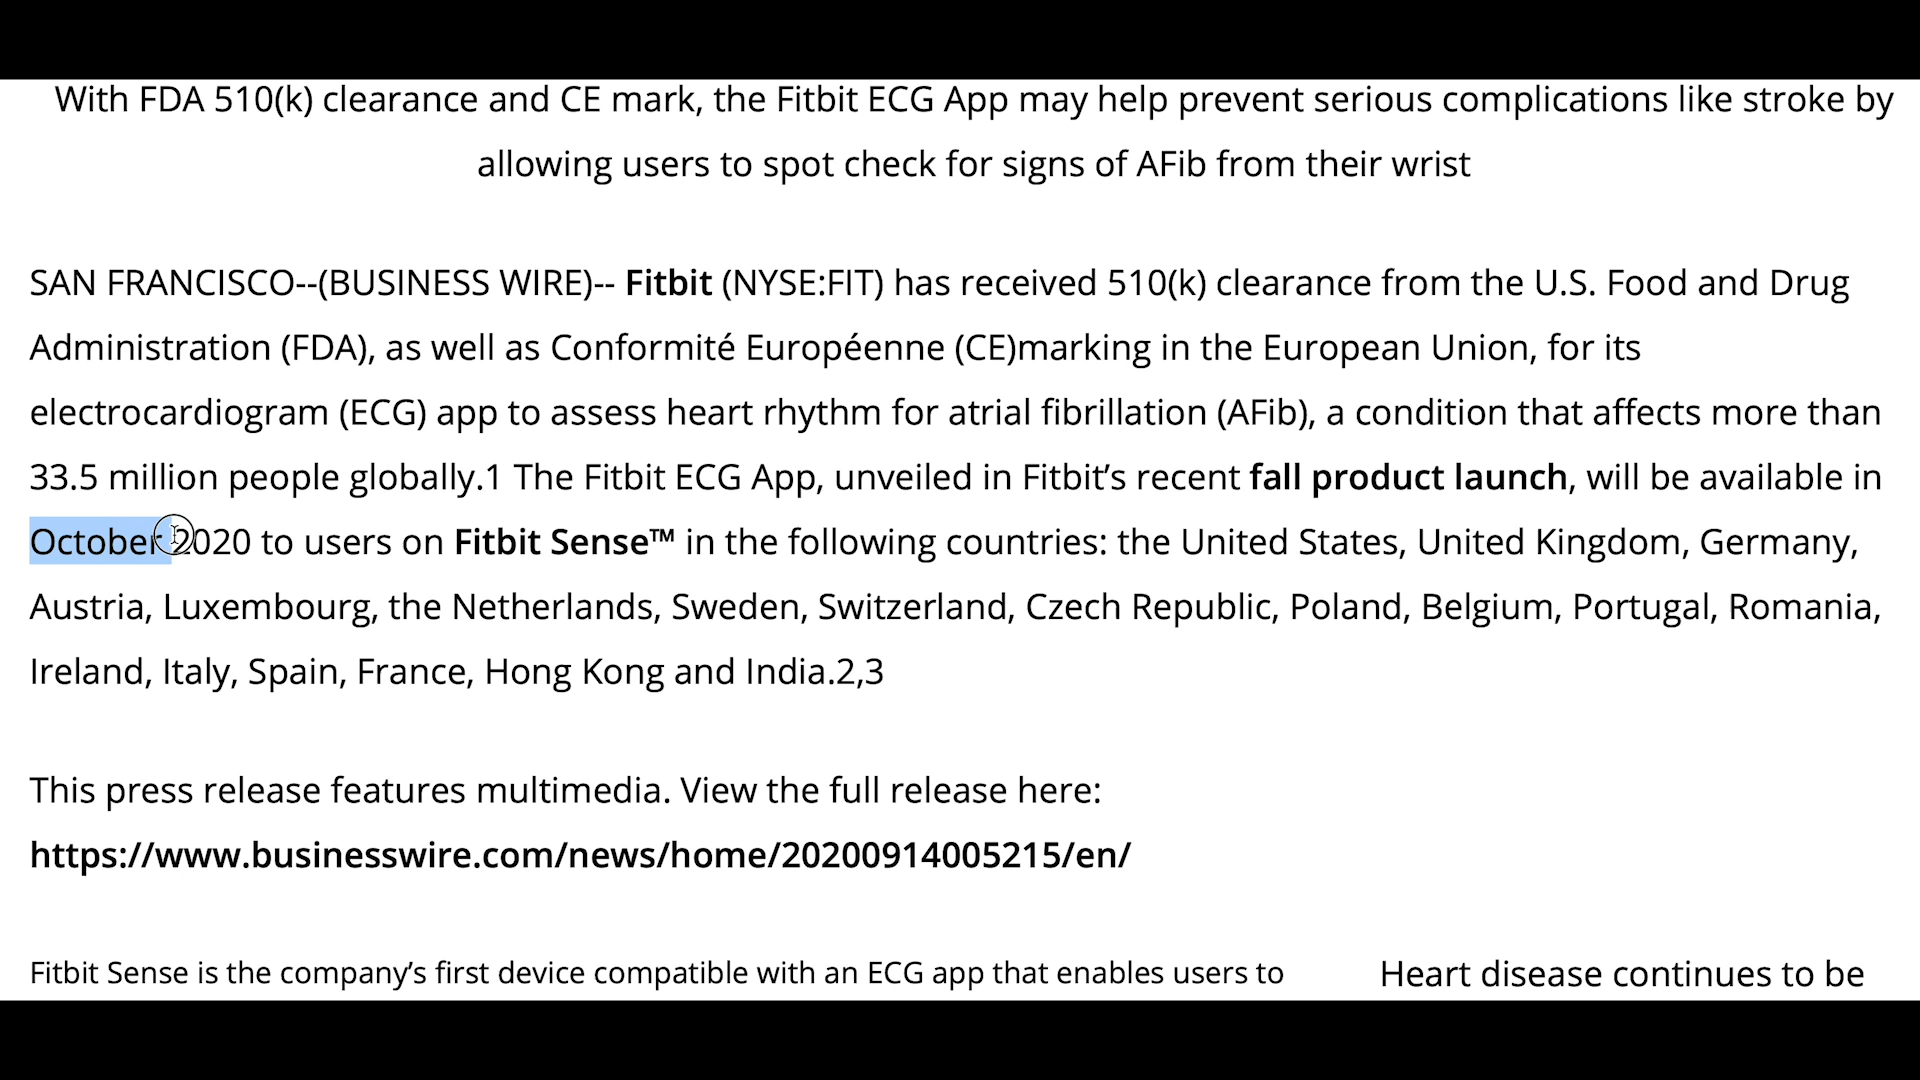 With FDA 510(k) clearance and CE mark, the Fitbit ECG App may help prevent serious complications like stroke by
allowing users to spot check for signs of AFib from their wrist
SAN FRANCISCO--(BUSINESS WIRE)-- Fitbit (NYSE:FIT) has received 510(k) clearance from the U.S. Food and Drug
Administration (FDA), as well as Conformité Européenne (CE)marking in the European Union, for its
electrocardiogram (ECG) app to assess heart rhythm for atrial fibrillation (AFib), a condition that affects more than
33.5 million people globally.1 The Fitbit ECG App, unveiled in Fitbit’s recent fall product launch, will be available in
October 2020 to users on Fitbit Sense™ in the following countries: the United States, United Kingdom, Germany,
Austria, Luxembourg, the Netherlands, Sweden, Switzerland, Czech Republic, Poland, Belgium, Portugal, Romania,
Ireland, Italy, Spain, France, Hong Kong and India.2,3
This press release features multimedia. View the full release here:
https://www.businesswire.com/news/home/20200914005215/en/
Fitbit Sense is the company’s first device compatible with an ECG app that enables users to
Heart disease continues to be